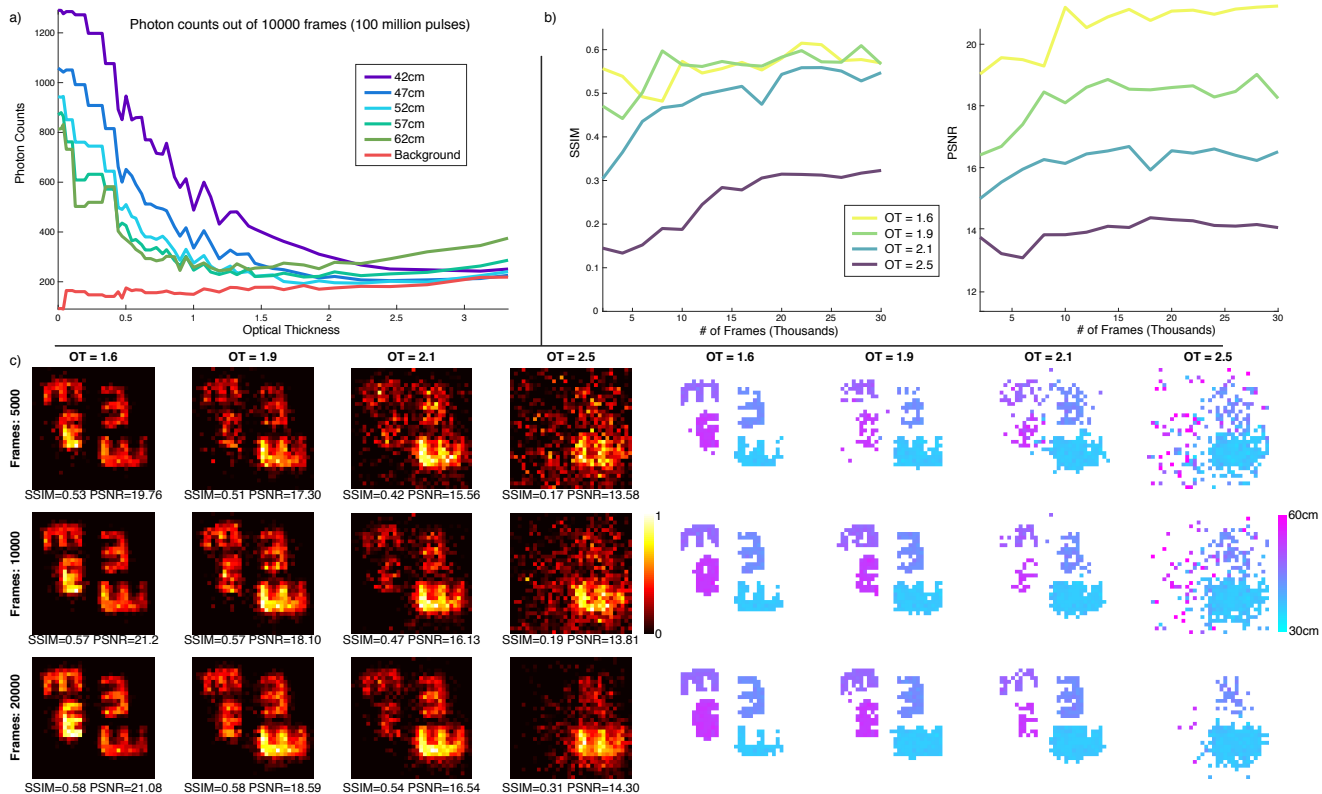 a)
Photon counts out of 10000 frames (100 million pulses)
Photon Counts
1200
1000
800
600
400
200
0 0.5 1 1.5 2 2.5 3
Optical Thickness
42cm
47cm
52cm
57cm
62cm
Background
b)
SSIM
0.6
0.5
0.4
0.3
0.2
0.1
0
5 10 15 20 25 30
# of Frames (Thousands)
OT = 1.6
OT = 1.9
OT = 2.1
OT = 2.5
PSNR
20
18
16
14
12
5 10 15 20 25 30
# of Frames (Thousands)
c)
OT = 1.6 OT = 1.9 OT = 2.1 OT = 2.5 OT = 1.6 OT = 1.9 OT = 2.1 OT = 2.5
Frames: 5000
SSIM=0.53 PSNR=19.76 SSIM=0.51 PSNR=17.30 SSIM=0.42 PSNR=15.56 SSIM=0.17 PSNR=13.58
Frames: 10000
SSIM=0.57 PSNR=21.2 SSIM=0.57 PSNR=18.10 SSIM=0.47 PSNR=16.13 SSIM=0.19 PSNR=13.81
1
0
60cm
30cm
Frames: 20000
SSIM=0.58 PSNR=21.08 SSIM=0.58 PSNR=18.59 SSIM=0.54 PSNR=16.54 SSIM=0.31 PSNR=14.30